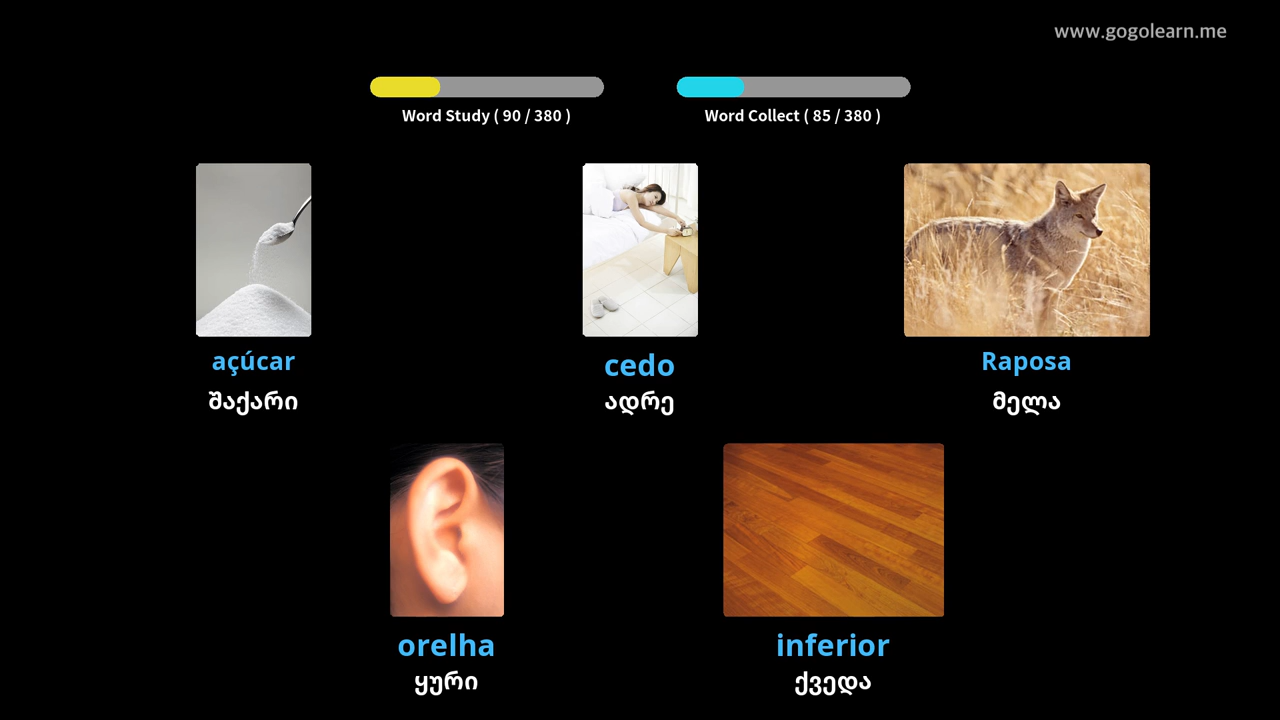 www.gogolearn.me
Word Study ( 90 / 380 )
Word Collect ( 85 / 380 )
açúcar
cedo
Raposa
შაქარი
ადრე
მელა
orelha
inferior
ყური
ქვედა